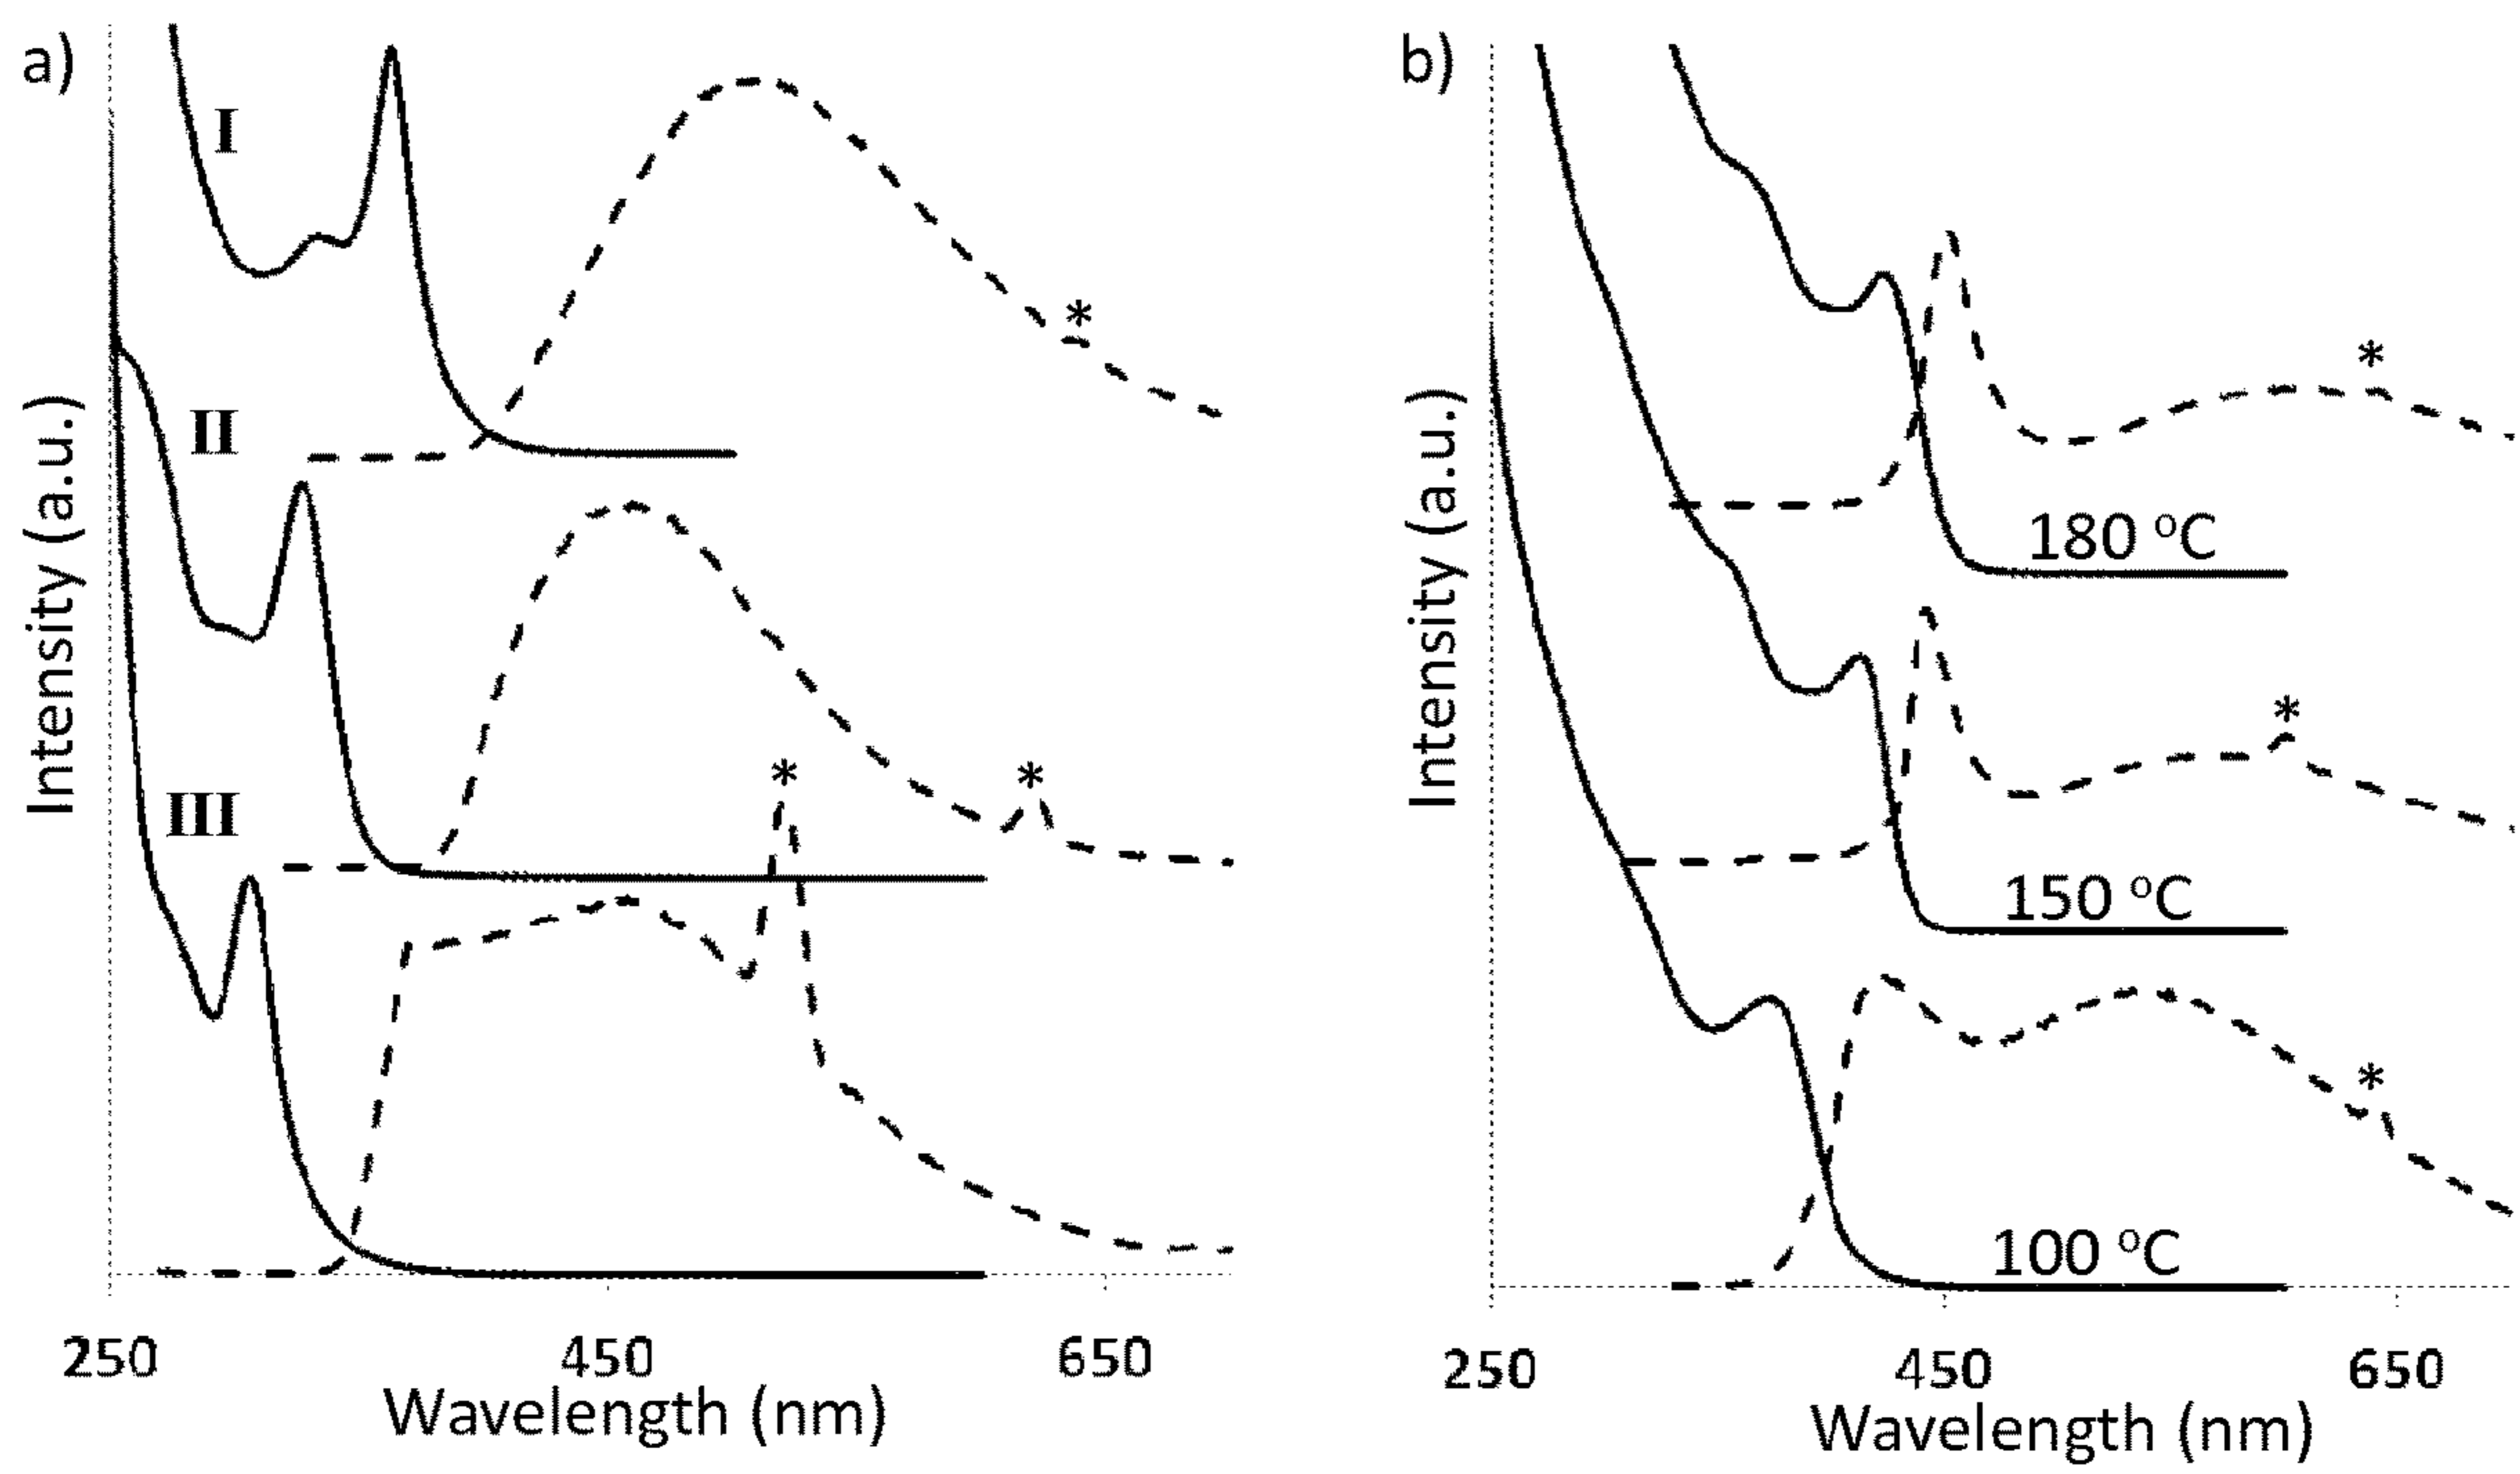 a)
I
*
II
III
*
*
Intensity (a.u.)
250
450
650
Wavelength (nm)
b)
*
180 °C
*
150 °C
*
100 °C
Intensity (a.u.)
250
450
650
Wavelength (nm)